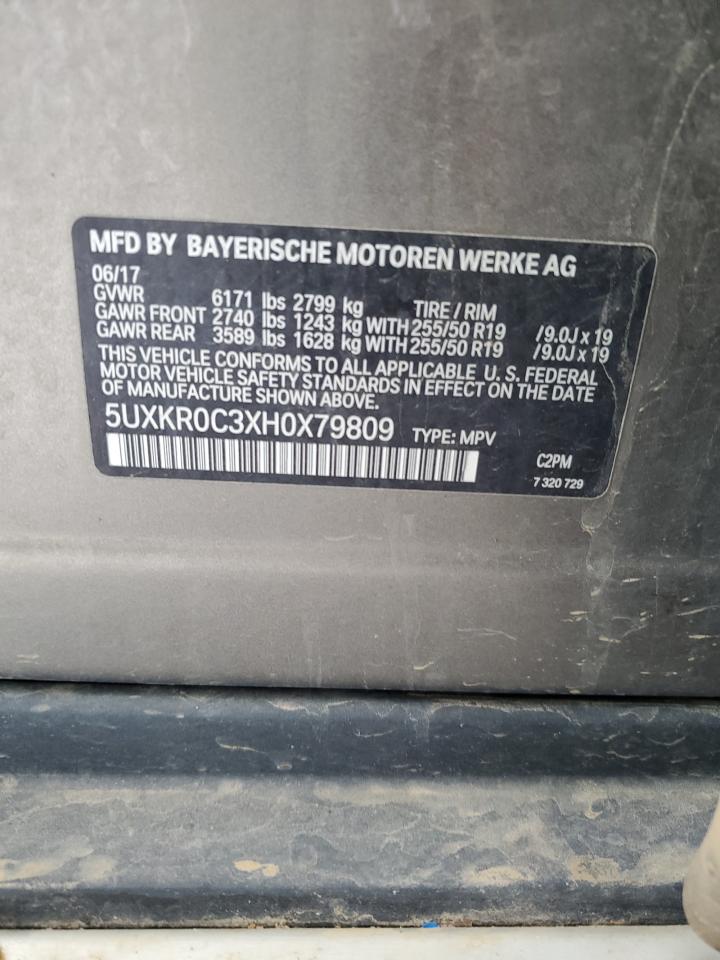 MFD BY BAYERISCHE MOTOREN WERKE AG
06/17
GVWR 6171 lbs 2799 kg TIRE / RIM
GAWR FRONT 2740 lbs 1243 kg WITH 255/50 R19 /9.0J x 19
GAWR REAR 3589 lbs 1628 kg WITH 255/50 R19 /9.0J x 19
THIS VEHICLE CONFORMS TO ALL APPLICABLE U. S. FEDERAL
MOTOR VEHICLE SAFETY STANDARDS IN EFFECT ON THE DATE
OF MANUFACTURE SHOWN ABOVE.
5UXKR0C3XH0X79809 TYPE: MPV
C2PM
7 320 729